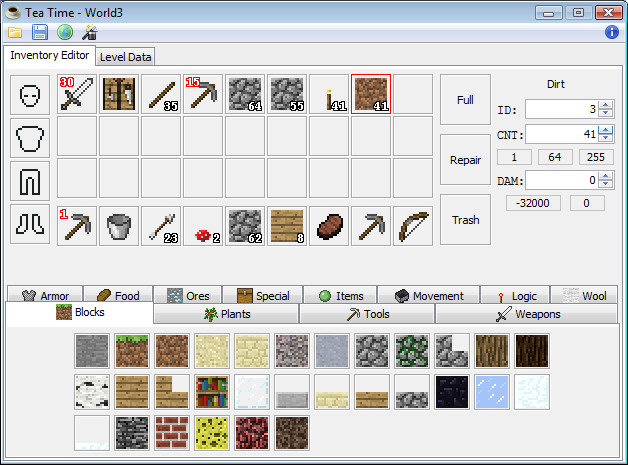 Tea Time - World3
Inventory Editor Level Data
30 35 15 64 55 41 41
Full Dirt
ID: 3
CNT: 41
Repair 1 64 255
DAM: 0
Trash -32000 0
1 23 2 62 8
Armor Food Ores Special Items Movement Logic Wool
Blocks Plants Tools Weapons